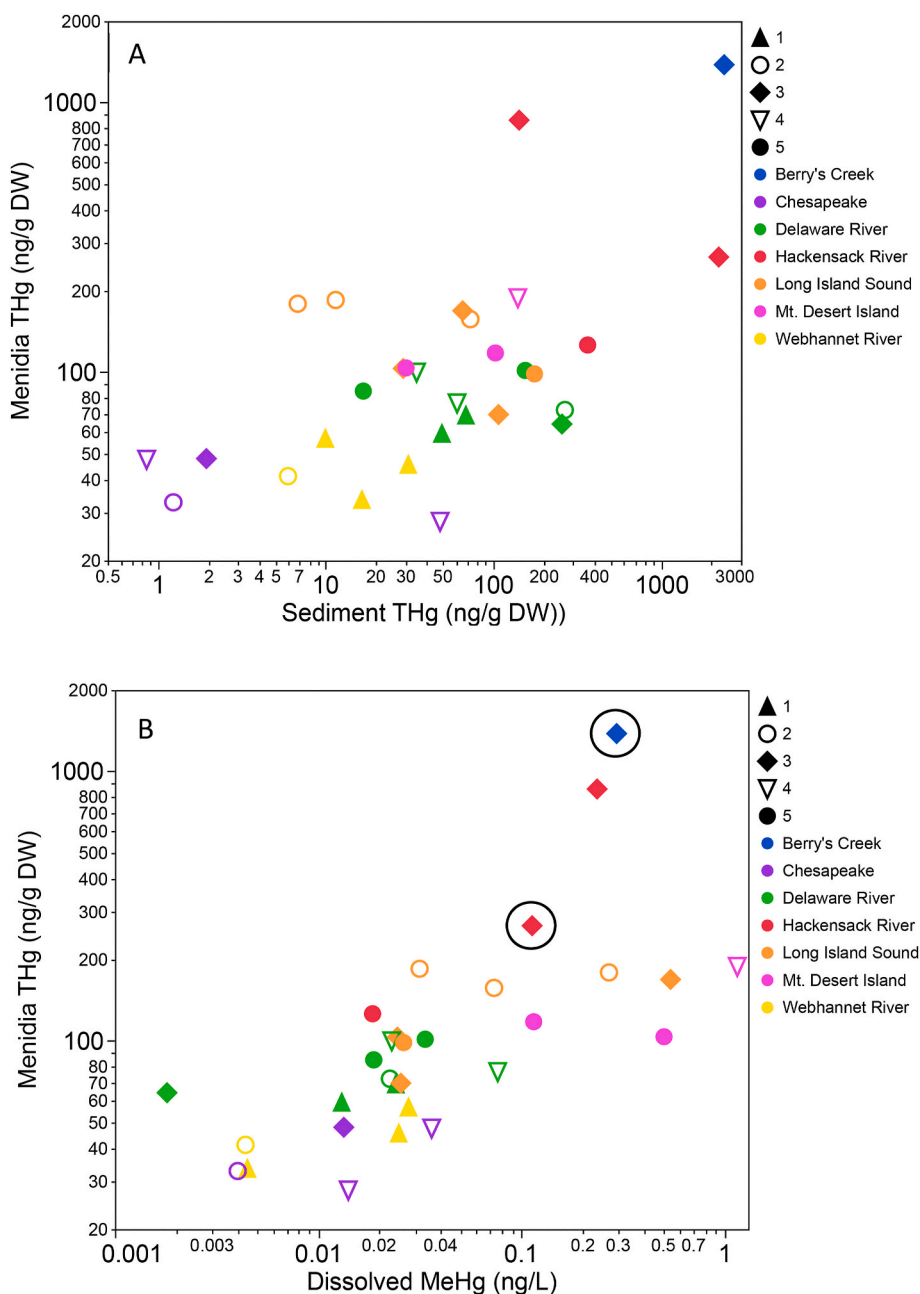 A
2000
1000
800
700
600
500
400
300
200
100
80
70
60
50
40
30
20
Menidia THg (ng/g DW)
0.5 1 2 3 4 5 7 10 20 30 50 100 200 400 1000 3000
Sediment THg (ng/g DW))
1
2
3
4
5
Berry's Creek
Chesapeake
Delaware River
Hackensack River
Long Island Sound
Mt. Desert Island
Webhannet River
B
2000
1000
800
700
600
500
400
300
200
100
80
70
60
50
40
30
20
Menidia THg (ng/g DW)
0.001 0.003 0.01 0.02 0.04 0.1 0.2 0.3 0.5 0.7 1
Dissolved MeHg (ng/L)
1
2
3
4
5
Berry's Creek
Chesapeake
Delaware River
Hackensack River
Long Island Sound
Mt. Desert Island
Webhannet River